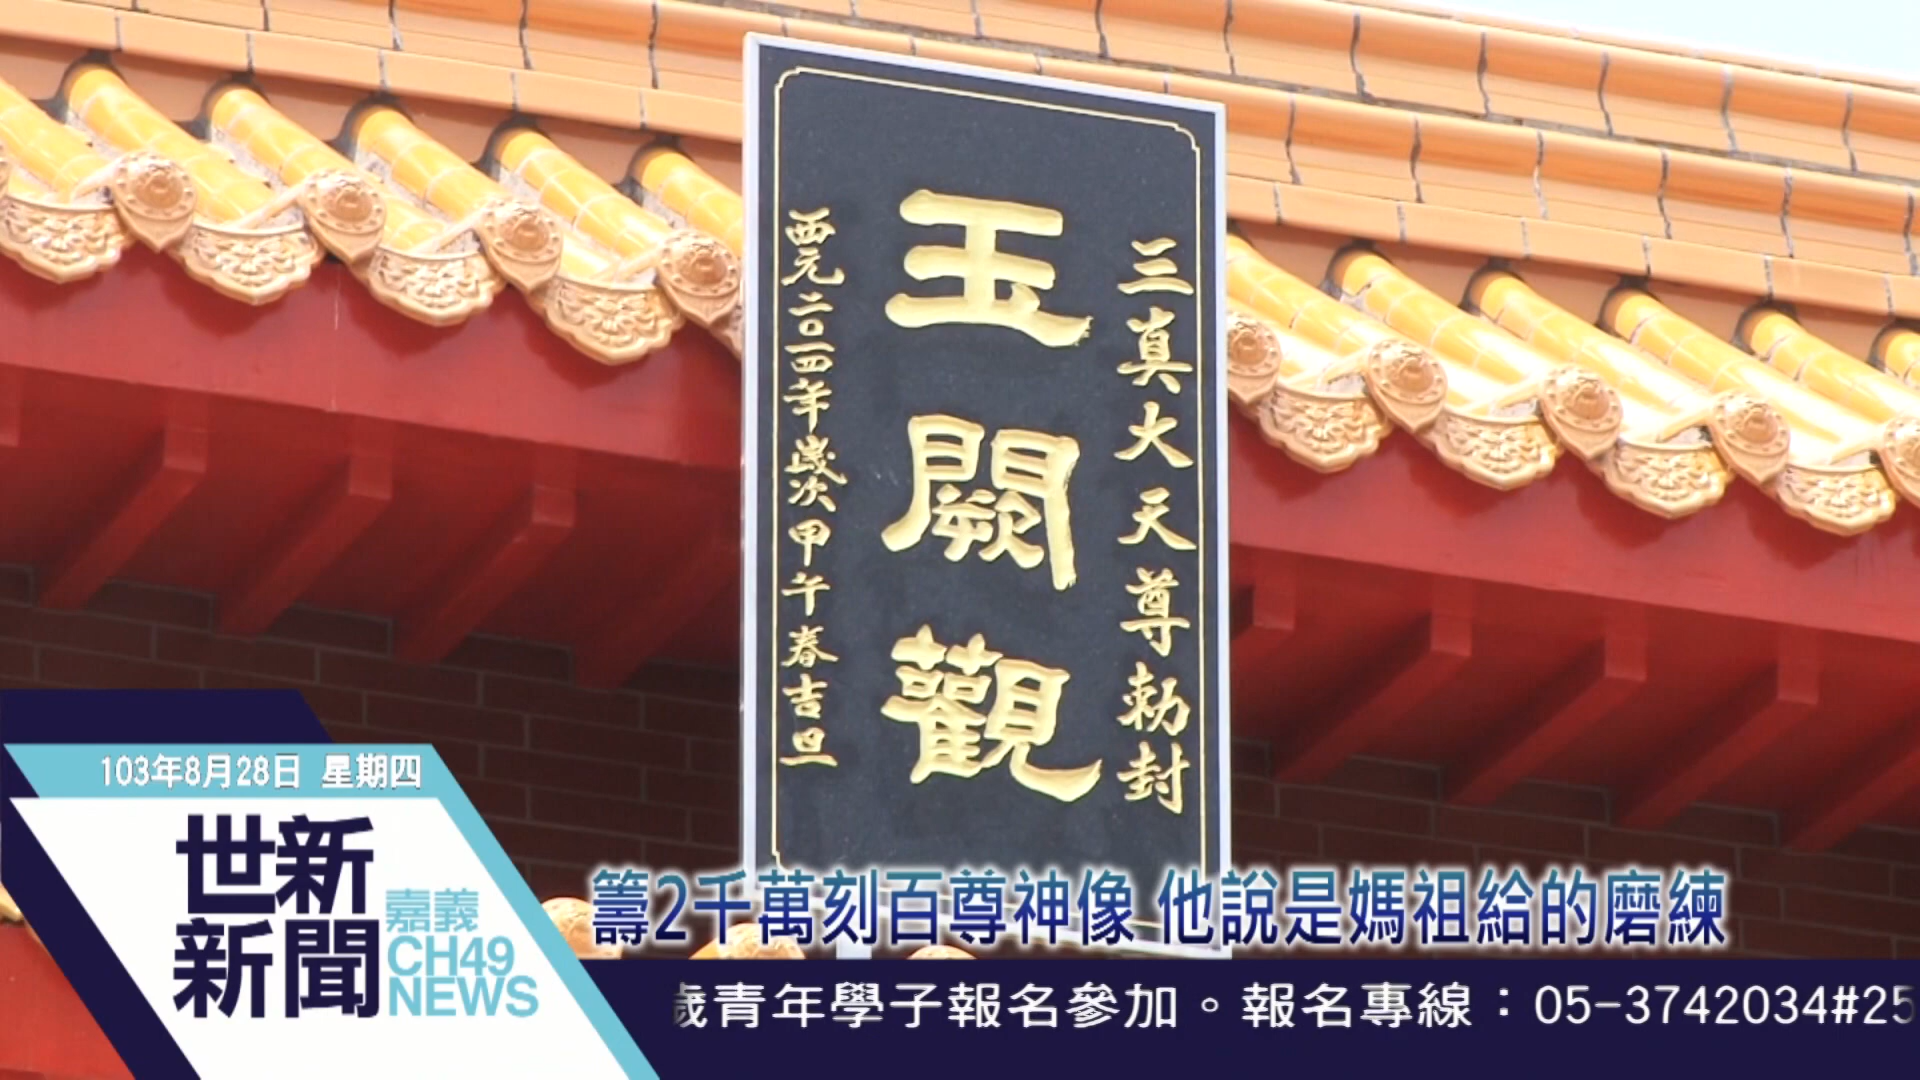 三真大天尊勅封
玉闕觀
西元二〇一四年歲次甲午春吉旦
103年8月28日 星期四
世新
新聞
嘉義
CH49
NEWS
籌2千萬刻百尊神像 他說是媽祖給的磨練
歲青年學子報名參加。報名專線：05-3742034#25